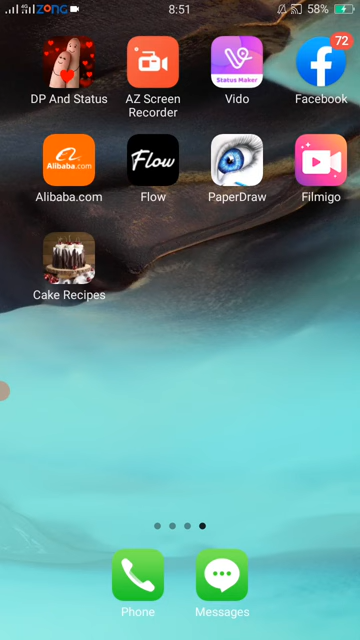 4G ZONG 8:51 58%
72
DP And Status AZ Screen Recorder Vido Facebook
Status Maker
Alibaba.com
Flow
Alibaba.com Flow PaperDraw Filmigo
Cake Recipes
Phone Messages